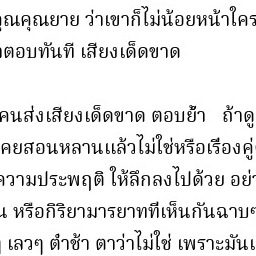 คุณคุณยาย ว่าเขาก็ไม่น้อยหน้าใคร
ตอบทันที เสียงเด็ดขาด
คนส่งเสียงเด็ดขาด ตอบย้ำ ถ้าดู
เคยสอนหลานแล้วไม่ใช่หรือเรื่องคู่
ความประพฤติ ให้ลึกลงไปด้วย อย่า
หรือกิริยามารยาทที่เห็นกันฉาบๆ
เลวๆ ต่ำช้า ตาว่าไม่ใช่ เพราะมัน